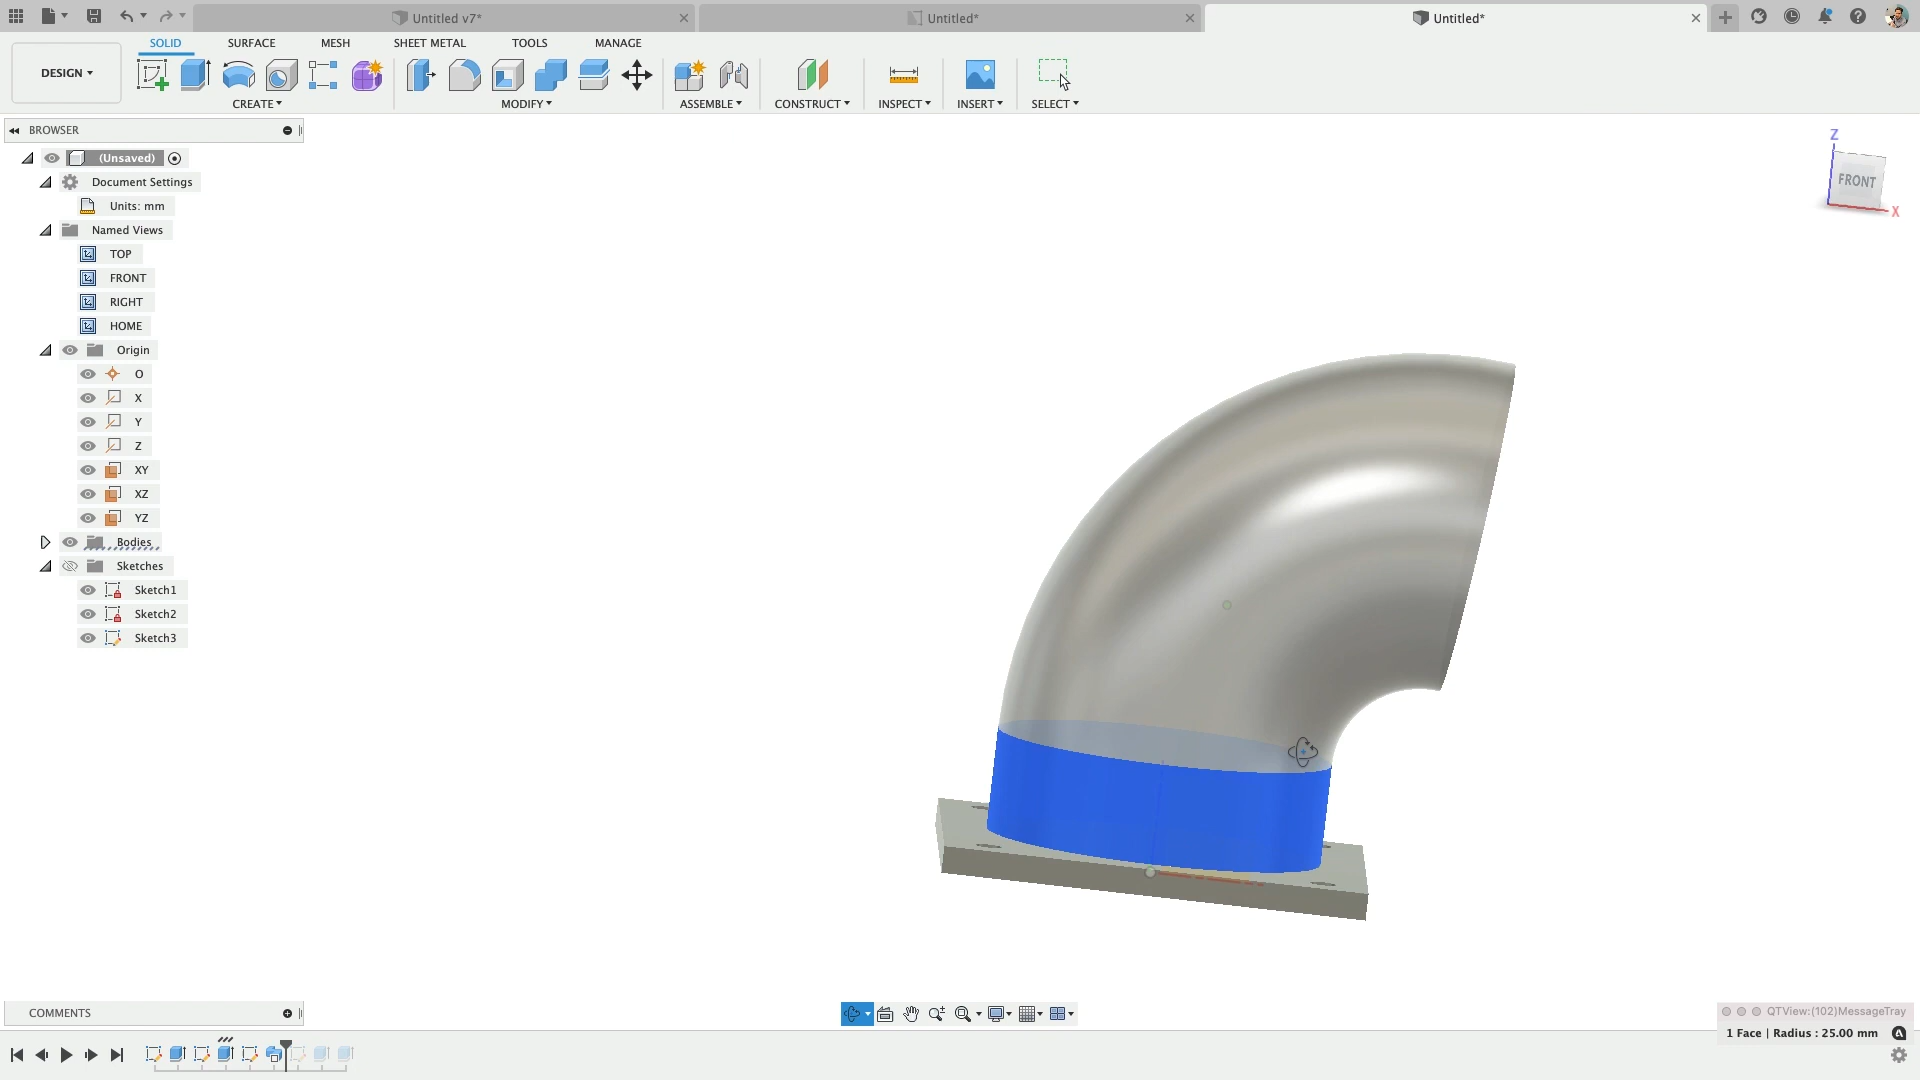 Untitled v7*
Untitled*
Untitled*
DESIGN
SOLID
SURFACE
MESH
SHEET METAL
TOOLS
MANAGE
CREATE
MODIFY
ASSEMBLE
CONSTRUCT
INSPECT
INSERT
SELECT
BROWSER
(Unsaved)
Document Settings
Units: mm
Named Views
TOP
FRONT
RIGHT
HOME
Origin
O
X
Y
Z
XY
XZ
YZ
Bodies
Sketches
Sketch1
Sketch2
Sketch3
Z
FRONT
X
COMMENTS
QTView:(102)MessageTray
1 Face | Radius : 25.00 mm